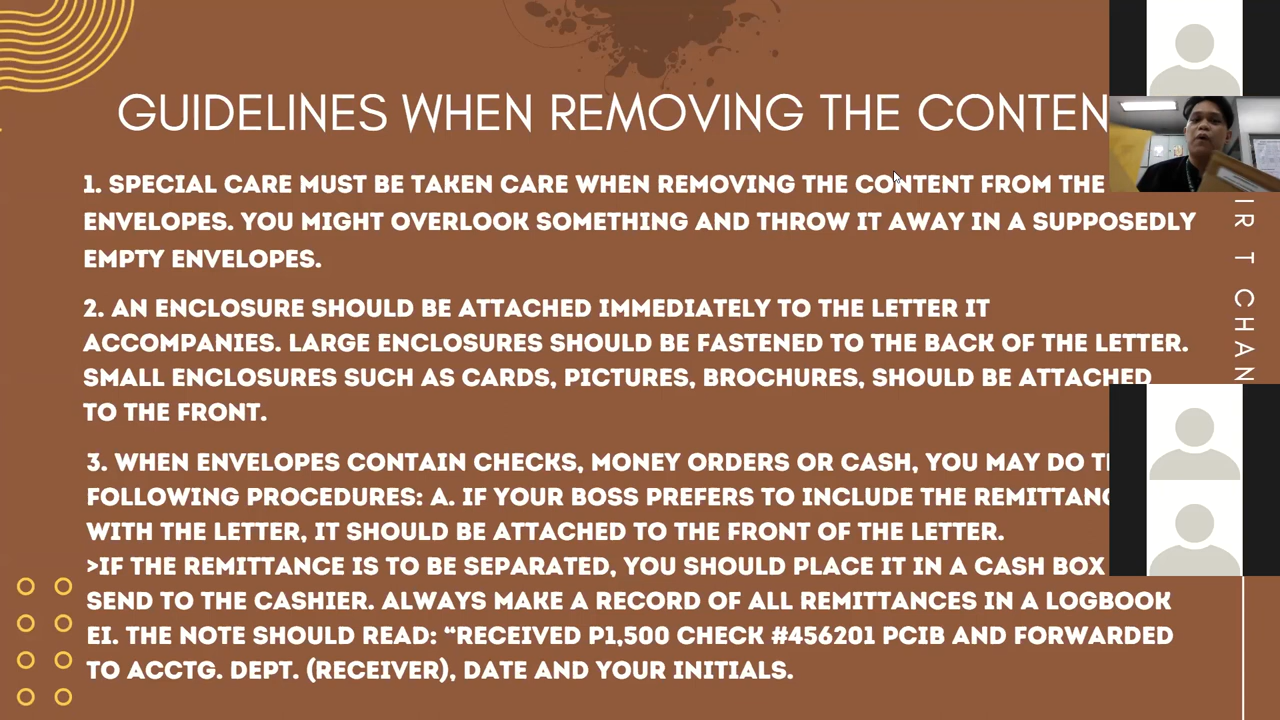 GUIDELINES WHEN REMOVING THE CONTEN
1. SPECIAL CARE MUST BE TAKEN CARE WHEN REMOVING THE CONTENT FROM THE
ENVELOPES. YOU MIGHT OVERLOOK SOMETHING AND THROW IT AWAY IN A SUPPOSEDLY
EMPTY ENVELOPES.
2. AN ENCLOSURE SHOULD BE ATTACHED IMMEDIATELY TO THE LETTER IT
ACCOMPANIES. LARGE ENCLOSURES SHOULD BE FASTENED TO THE BACK OF THE LETTER.
SMALL ENCLOSURES SUCH AS CARDS, PICTURES, BROCHURES, SHOULD BE ATTACHED
TO THE FRONT.
3. WHEN ENVELOPES CONTAIN CHECKS, MONEY ORDERS OR CASH, YOU MAY DO
FOLLOWING PROCEDURES: A. IF YOUR BOSS PREFERS TO INCLUDE THE REMITTANC
WITH THE LETTER, IT SHOULD BE ATTACHED TO THE FRONT OF THE LETTER.
>IF THE REMITTANCE IS TO BE SEPARATED, YOU SHOULD PLACE IT IN A CASH BOX
SEND TO THE CASHIER. ALWAYS MAKE A RECORD OF ALL REMITTANCES IN A LOGBOOK
EI. THE NOTE SHOULD READ: “RECEIVED P1,500 CHECK #456201 PCIB AND FORWARDED
TO ACCTG. DEPT. (RECEIVER), DATE AND YOUR INITIALS.
IR T CHAN